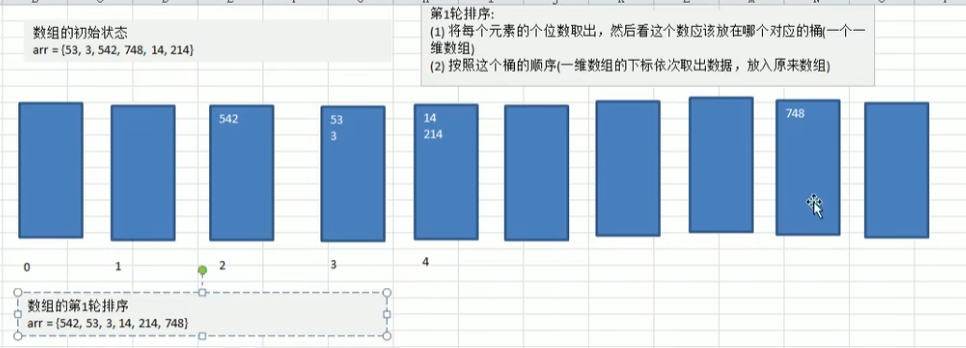 数组的初始状态
arr = {53, 3, 542, 748, 14, 214}
第1轮排序:
(1) 将每个元素的个位数取出，然后看这个数应该放在哪个对应的桶(一个一
维数组)
(2) 按照这个桶的顺序(一维数组的下标依次取出数据，放入原来数组)
542
53
3
14
214
748
0
1
2
3
4
数组的第1轮排序
arr = {542, 53, 3, 14, 214, 748}